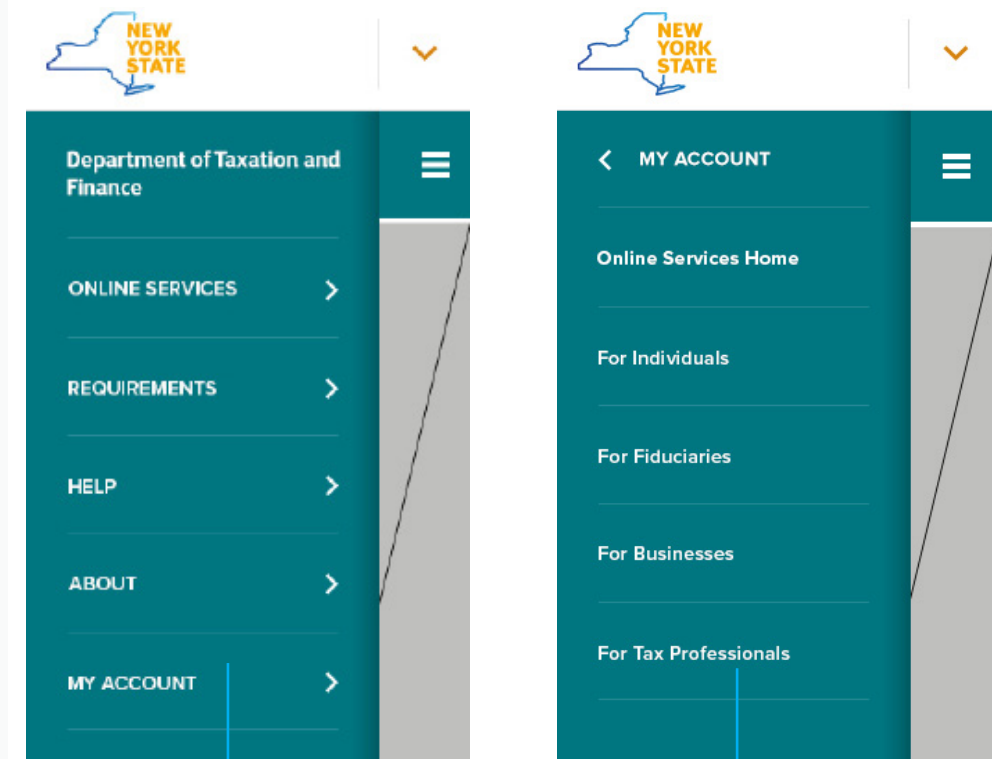 NEW
YORK
STATE
Department of Taxation and
Finance
ONLINE SERVICES
REQUIREMENTS
HELP
ABOUT
MY ACCOUNT
NEW
YORK
STATE
MY ACCOUNT
Online Services Home
For Individuals
For Fiduciaries
For Businesses
For Tax Professionals